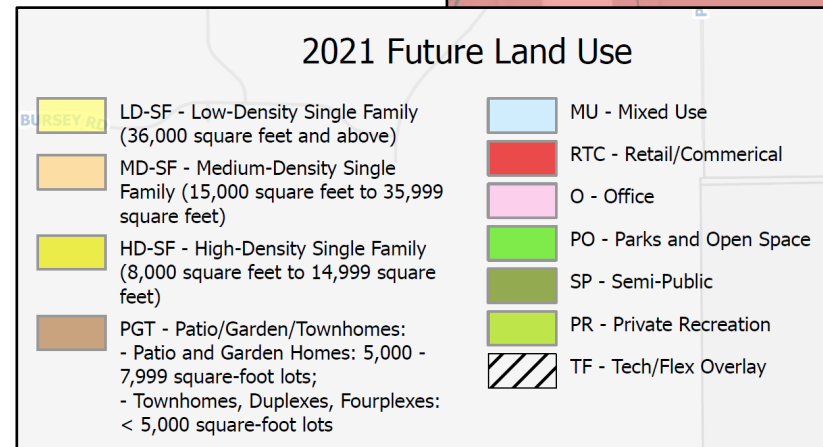 2021 Future Land Use
LD-SF - Low-Density Single Family
(36,000 square feet and above)
BURSEY RD
MD-SF - Medium-Density Single
Family (15,000 square feet to 35,999
square feet)
HD-SF - High-Density Single Family
(8,000 square feet to 14,999 square
feet)
PGT - Patio/Garden/Townhomes:
- Patio and Garden Homes: 5,000 -
7,999 square-foot lots;
- Townhomes, Duplexes, Fourplexes:
< 5,000 square-foot lots
MU - Mixed Use
RTC - Retail/Commerical
O - Office
PO - Parks and Open Space
SP - Semi-Public
PR - Private Recreation
TF - Tech/Flex Overlay